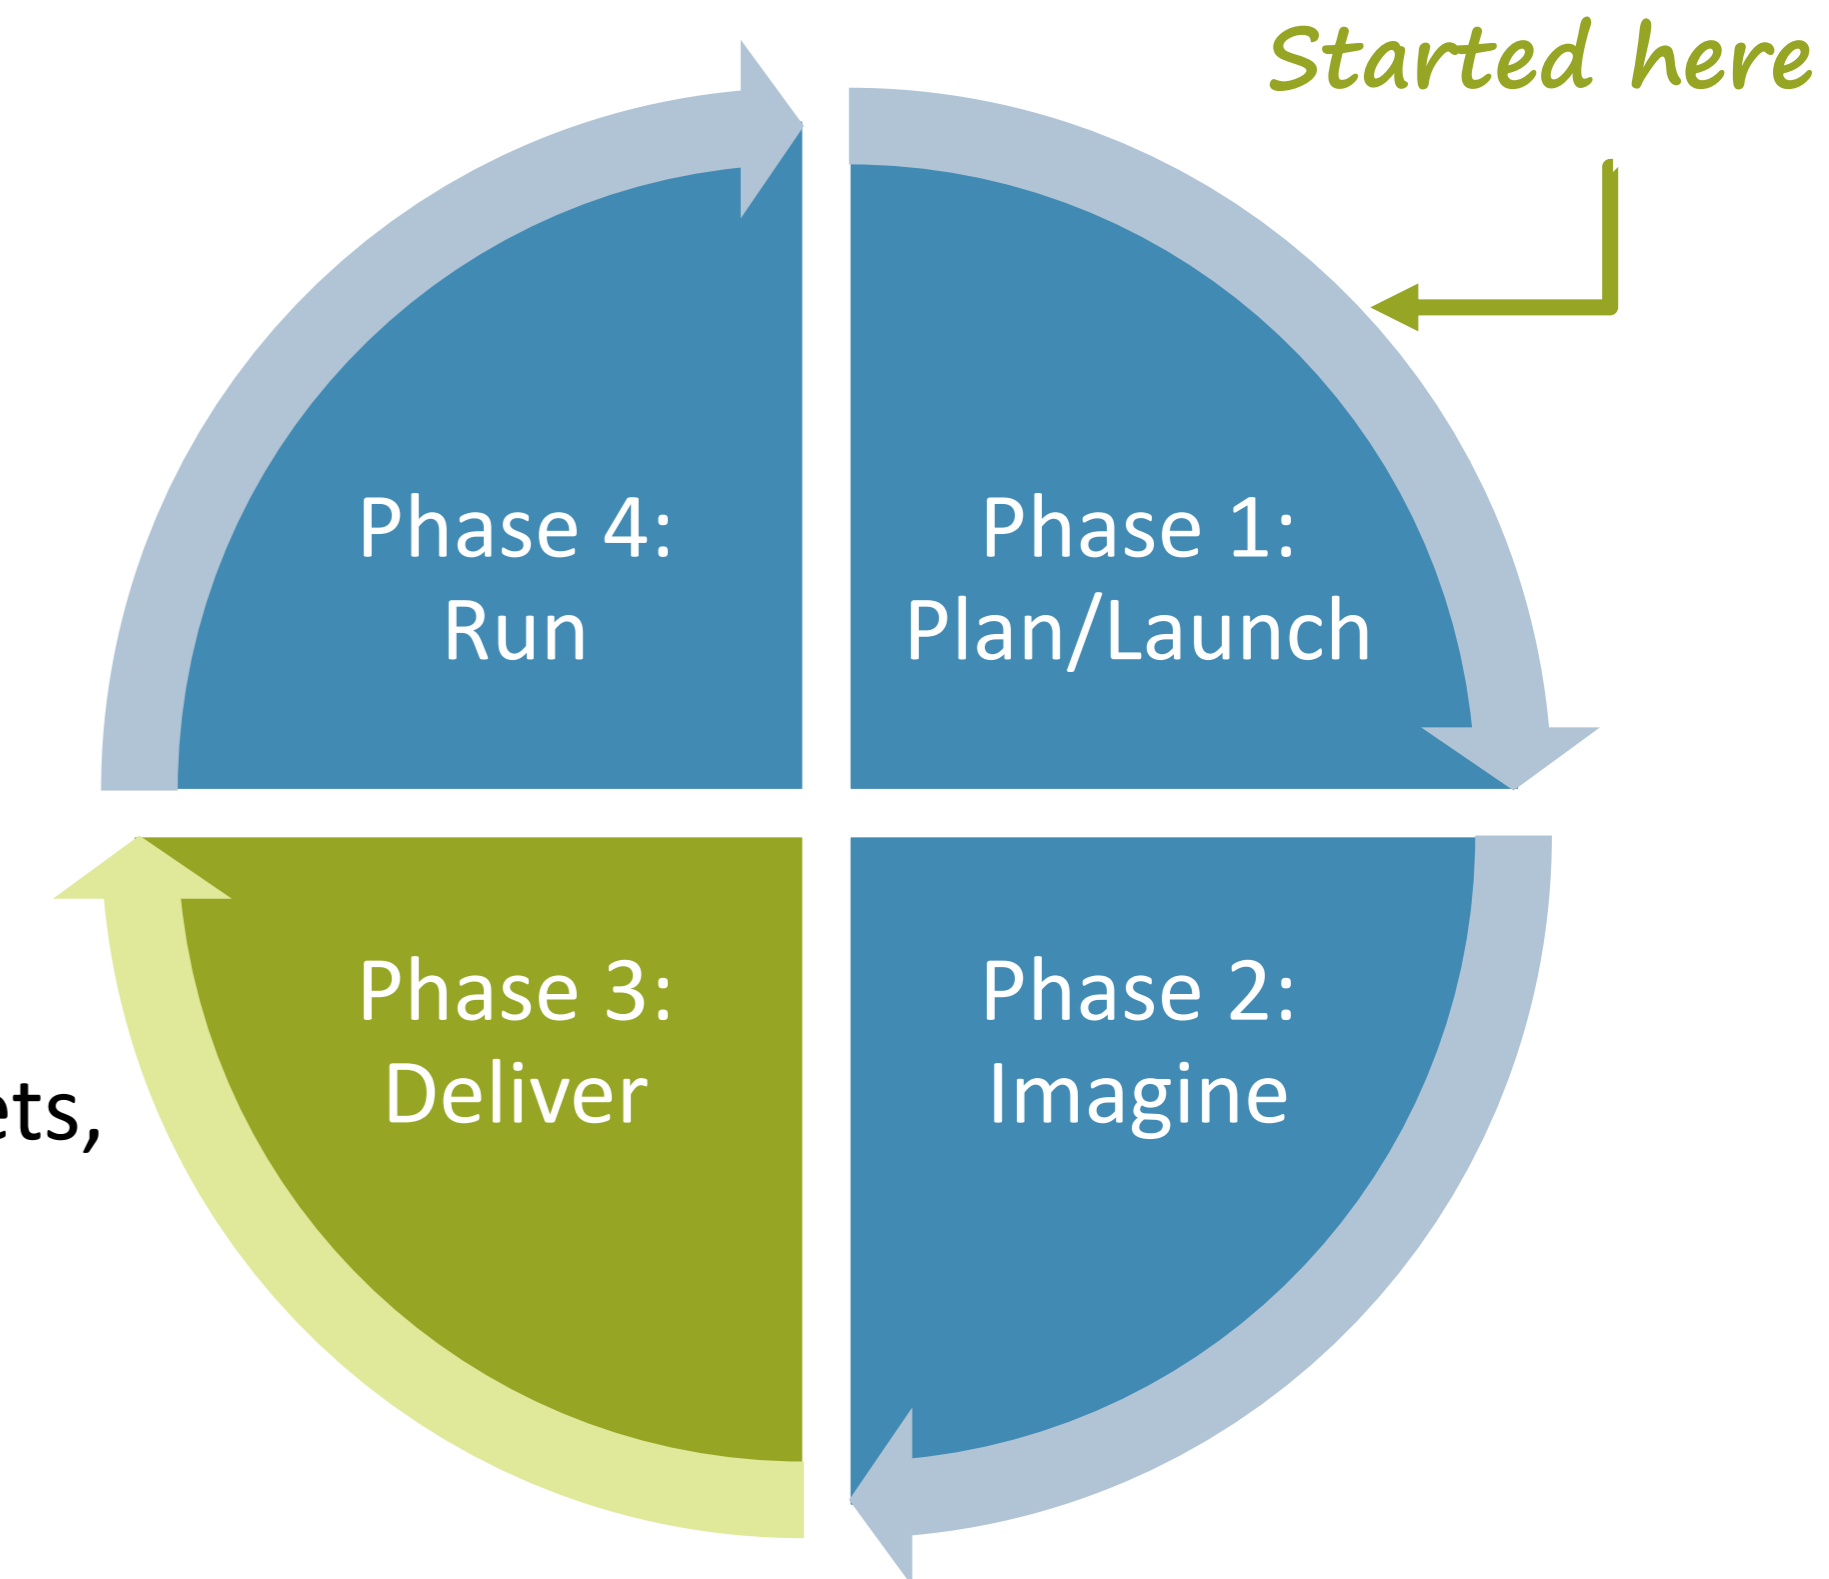 Started here
Phase 4:
Run
Phase 1:
Plan/Launch
Phase 3:
Deliver
Phase 2:
Imagine